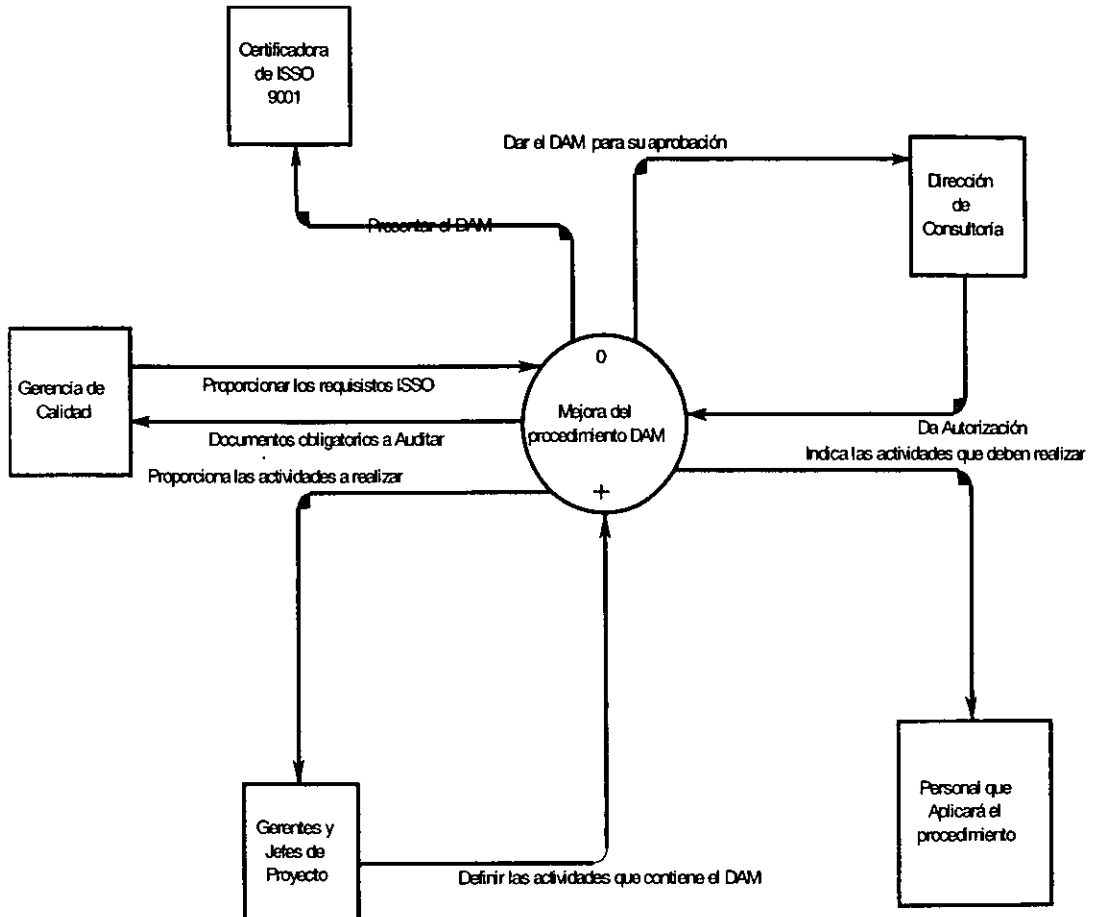 Certificadora
de ISSO
9001
Dar el DAM para su aprobación
Dirección
de
Consultoría
Presentar el DAM
0
Gerencia de
Calidad
Proporcionar los requisistos ISSO
Mejora del
procedimiento DAM
Documentos obligatorios a Auditar
Da Autorización
Proporciona las actividades a realizar
Indica las actividades que deben realizar
+
Gerentes y
Jefes de
Proyecto
Personal que
Aplicará el
procedimiento
Definir las actividades que contiene el DAM